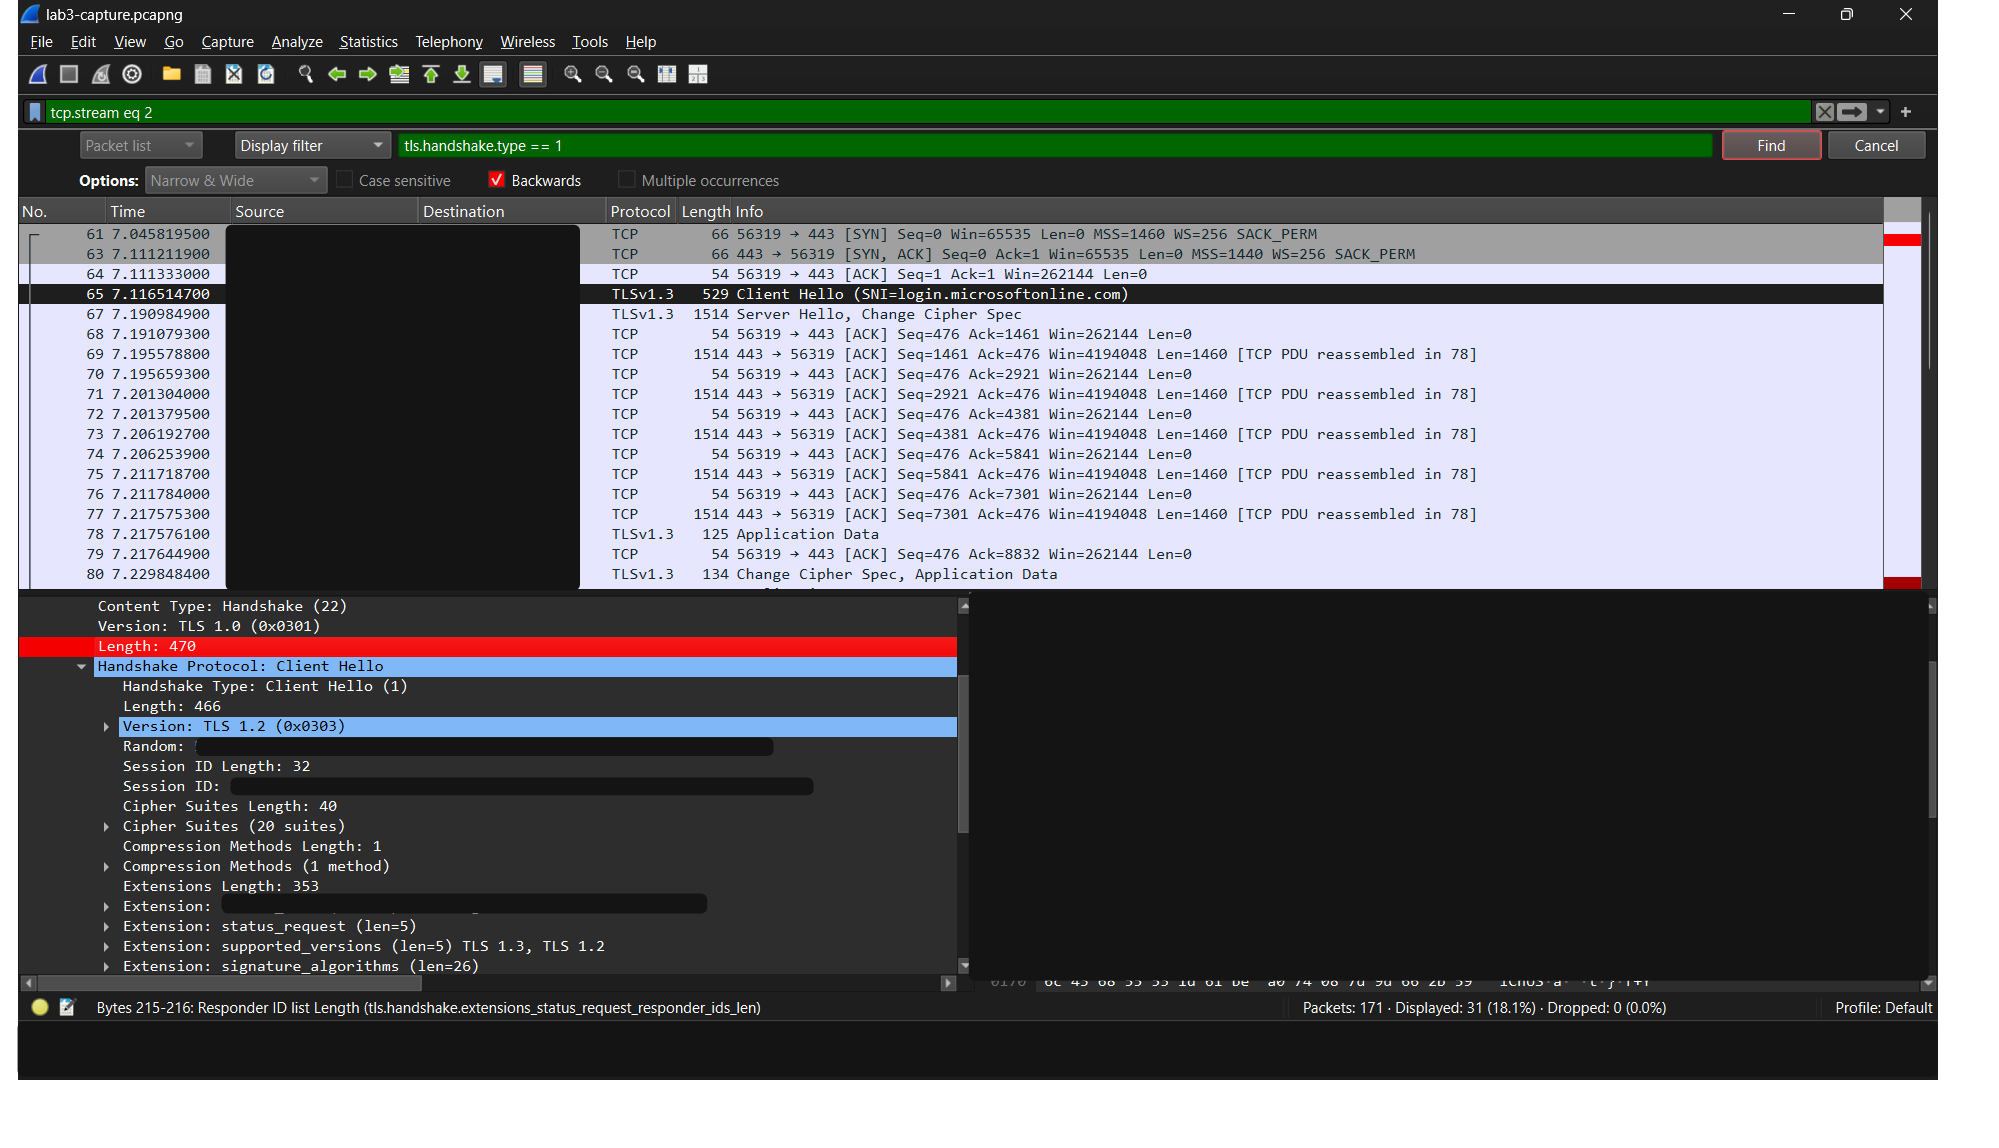 lab3-capture.pcapng
File Edit View Go Capture Analyze Statistics Telephony Wireless Tools Help
tcp.stream eq 2
Packet list Display filter tls.handshake.type == 1 Find Cancel
Options: Narrow & Wide Case sensitive Backwards Multiple occurrences
No. Time Source Destination Protocol Length Info
61 7.045819500 TCP 66 56319 → 443 [SYN] Seq=0 Win=65535 Len=0 MSS=1460 WS=256 SACK_PERM
63 7.111211900 TCP 66 443 → 56319 [SYN, ACK] Seq=0 Ack=1 Win=65535 Len=0 MSS=1440 WS=256 SACK_PERM
64 7.111333000 TCP 54 56319 → 443 [ACK] Seq=1 Ack=1 Win=262144 Len=0
65 7.116514700 TLSv1.3 529 Client Hello (SNI=login.microsoftonline.com)
67 7.190984900 TLSv1.3 1514 Server Hello, Change Cipher Spec
68 7.191079300 TCP 54 56319 → 443 [ACK] Seq=476 Ack=1461 Win=262144 Len=0
69 7.195578800 TCP 1514 443 → 56319 [ACK] Seq=1461 Ack=476 Win=4194048 Len=1460 [TCP PDU reassembled in 78]
70 7.195659300 TCP 54 56319 → 443 [ACK] Seq=476 Ack=2921 Win=262144 Len=0
71 7.201304000 TCP 1514 443 → 56319 [ACK] Seq=2921 Ack=476 Win=4194048 Len=1460 [TCP PDU reassembled in 78]
72 7.201379500 TCP 54 56319 → 443 [ACK] Seq=476 Ack=4381 Win=262144 Len=0
73 7.206192700 TCP 1514 443 → 56319 [ACK] Seq=4381 Ack=476 Win=4194048 Len=1460 [TCP PDU reassembled in 78]
74 7.206253900 TCP 54 56319 → 443 [ACK] Seq=476 Ack=5841 Win=262144 Len=0
75 7.211718700 TCP 1514 443 → 56319 [ACK] Seq=5841 Ack=476 Win=4194048 Len=1460 [TCP PDU reassembled in 78]
76 7.211784000 TCP 54 56319 → 443 [ACK] Seq=476 Ack=7301 Win=262144 Len=0
77 7.217575300 TCP 1514 443 → 56319 [ACK] Seq=7301 Ack=476 Win=4194048 Len=1460 [TCP PDU reassembled in 78]
78 7.217576100 TLSv1.3 125 Application Data
79 7.217644900 TCP 54 56319 → 443 [ACK] Seq=476 Ack=8832 Win=262144 Len=0
80 7.229848400 TLSv1.3 134 Change Cipher Spec, Application Data
Content Type: Handshake (22)
Version: TLS 1.0 (0x0301)
Length: 470
Handshake Protocol: Client Hello
Handshake Type: Client Hello (1)
Length: 466
Version: TLS 1.2 (0x0303)
Random:
Session ID Length: 32
Session ID:
Cipher Suites Length: 40
Cipher Suites (20 suites)
Compression Methods Length: 1
Compression Methods (1 method)
Extensions Length: 353
Extension:
Extension: status_request (len=5)
Extension: supported_versions (len=5) TLS 1.3, TLS 1.2
Extension: signature_algorithms (len=26)
Bytes 215-216: Responder ID list Length (tls.handshake.extensions_status_request_responder_ids_len)
Packets: 171 · Displayed: 31 (18.1%) · Dropped: 0 (0.0%)
Profile: Default